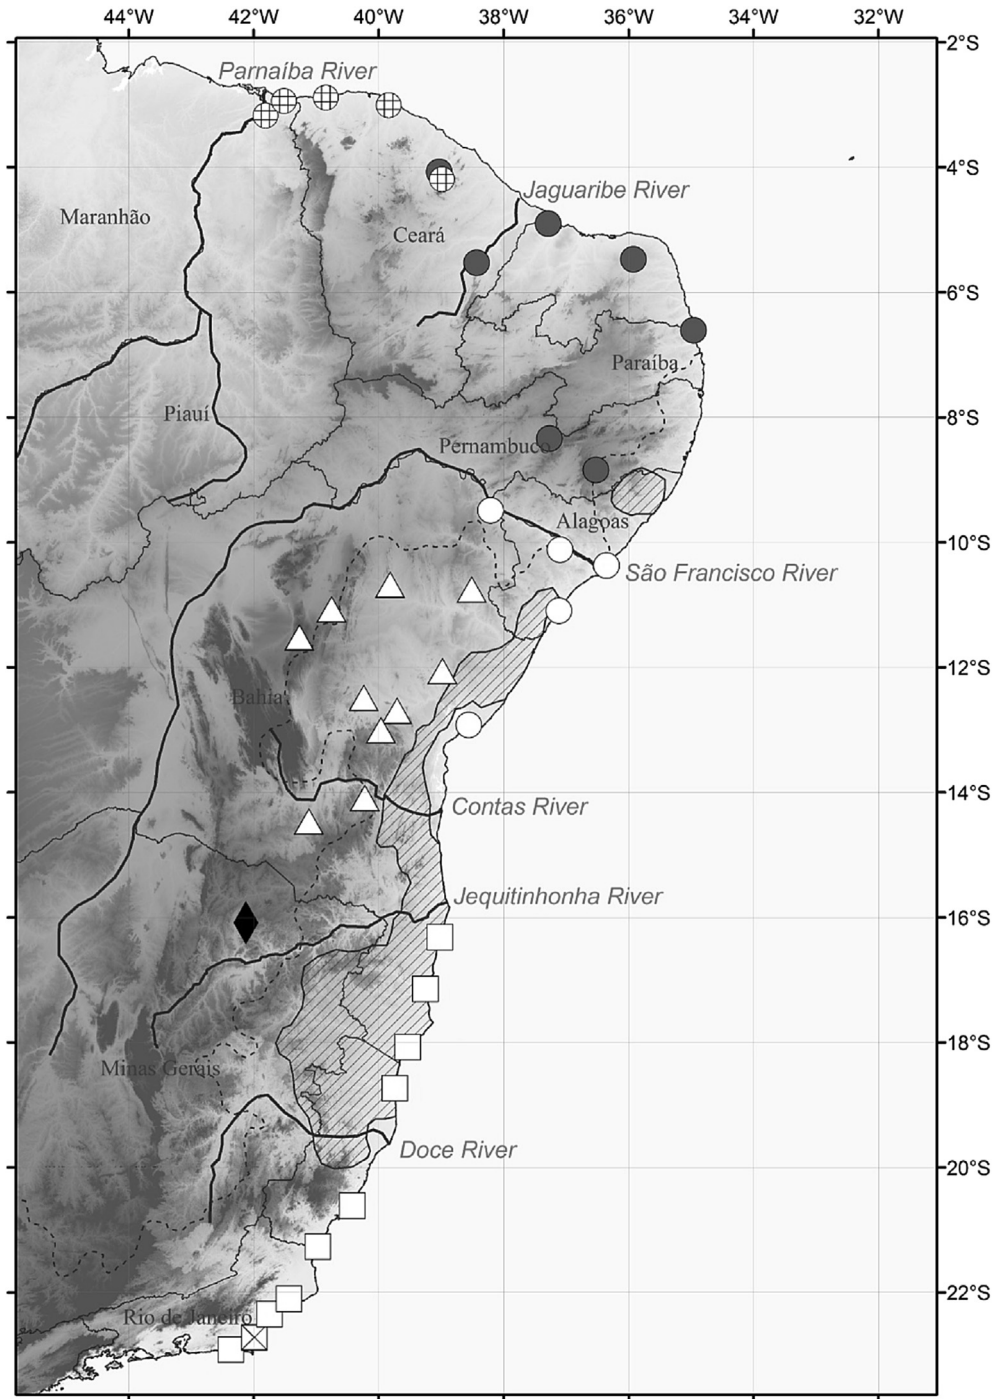 44°W 42°W 40°W 38°W 36°W 34°W 32°W
2°S
Parnaíba River
4°S
Jaguaribe River
Maranhão
Ceará
6°S
Paraíba
Piauí
8°S
Pernambuco
Alagoas
10°S
São Francisco River
12°S
Bahia
14°S
Contas River
Jequitinhonha River
16°S
18°S
Minas Gerais
Doce River
20°S
22°S
Rio de Janeiro